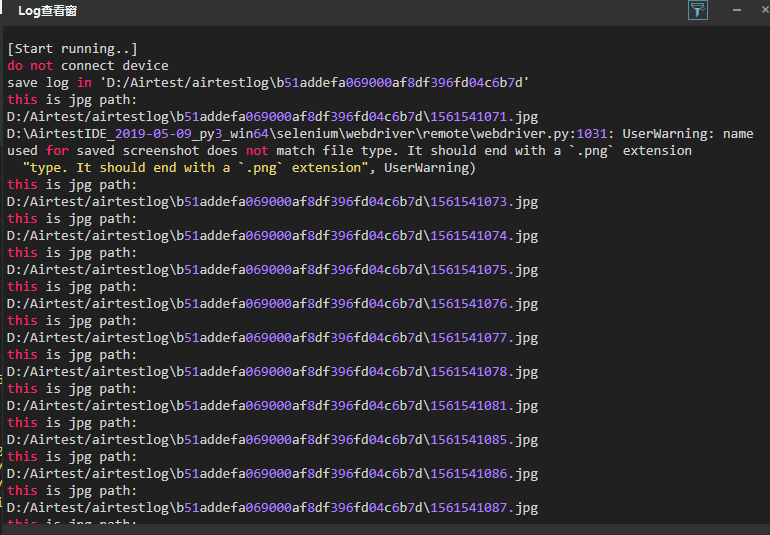 Log查看窗
[Start running..]
do not connect device
save log in 'D:/Airtest/airtestlog\b51addefa069000af8df396fd04c6b7d'
this is jpg path:
D:/Airtest/airtestlog\b51addefa069000af8df396fd04c6b7d\1561541071.jpg
D:\AirtestIDE_2019-05-09_py3_win64\selenium\webdriver\remote\webdriver.py:1031: UserWarning: name
used for saved screenshot does not match file type. It should end with a `.png` extension
"type. It should end with a `.png` extension", UserWarning)
this is jpg path:
D:/Airtest/airtestlog\b51addefa069000af8df396fd04c6b7d\1561541073.jpg
this is jpg path:
D:/Airtest/airtestlog\b51addefa069000af8df396fd04c6b7d\1561541074.jpg
this is jpg path:
D:/Airtest/airtestlog\b51addefa069000af8df396fd04c6b7d\1561541075.jpg
this is jpg path:
D:/Airtest/airtestlog\b51addefa069000af8df396fd04c6b7d\1561541076.jpg
this is jpg path:
D:/Airtest/airtestlog\b51addefa069000af8df396fd04c6b7d\1561541077.jpg
this is jpg path:
D:/Airtest/airtestlog\b51addefa069000af8df396fd04c6b7d\1561541078.jpg
this is jpg path:
D:/Airtest/airtestlog\b51addefa069000af8df396fd04c6b7d\1561541081.jpg
this is jpg path:
D:/Airtest/airtestlog\b51addefa069000af8df396fd04c6b7d\1561541085.jpg
this is jpg path:
D:/Airtest/airtestlog\b51addefa069000af8df396fd04c6b7d\1561541086.jpg
this is jpg path:
D:/Airtest/airtestlog\b51addefa069000af8df396fd04c6b7d\1561541087.jpg
this is jpg path: